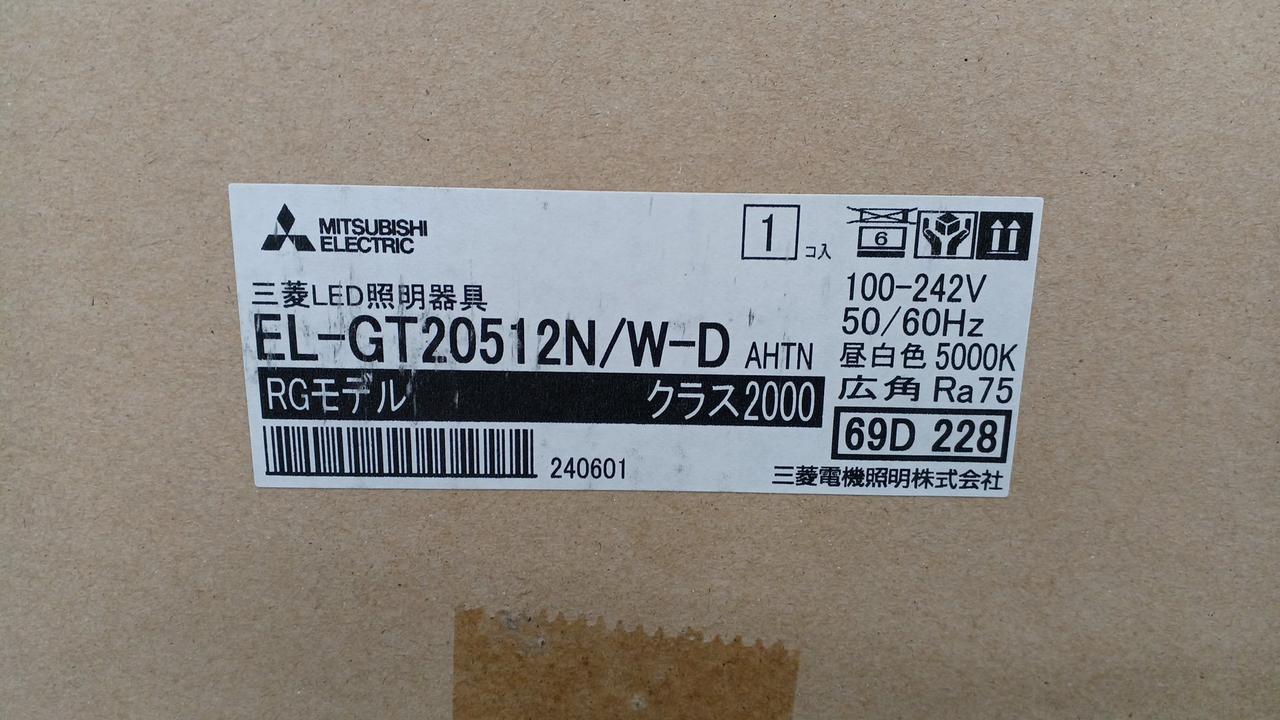 MITSUBISHI
ELECTRIC
1 コ入
6
三菱LED照明器具
EL-GT20512N/W-D AHTN
RGモデル クラス2000
240601
100-242V
50/60Hz
昼白色 5000K
広角 Ra75
69D 228
三菱電機照明株式会社